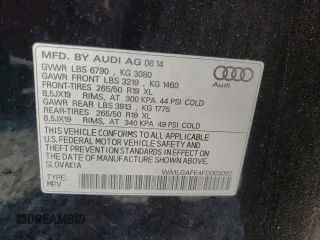 MFD. BY AUDI AG 06 14
Audi
GVWR LBS 6790 , KG 3080
GAWR FRONT LBS 3219 , KG 1460
FRONT-TIRES 265/50 R19 XL
8,5JX19 RIMS, AT 300 KPA 44 PSI COLD
GAWR REAR LBS 3913 , KG 1775
REAR-TIRES 265/50 R19 XL
8,5JX19 RIMS, AT 340 KPA 49 PSI COLD
THIS VEHICLE CONFORMS TO ALL APPLICABLE
U.S. FEDERAL MOTOR VEHICLE SAFETY
AND THEFT PREVENTION STANDARDS IN EFFECT ON
THE DATE OF MANUFACTURE SHOWN ABOVE.
SLOVAKIA
TYPE:
MPV
DREAMBID